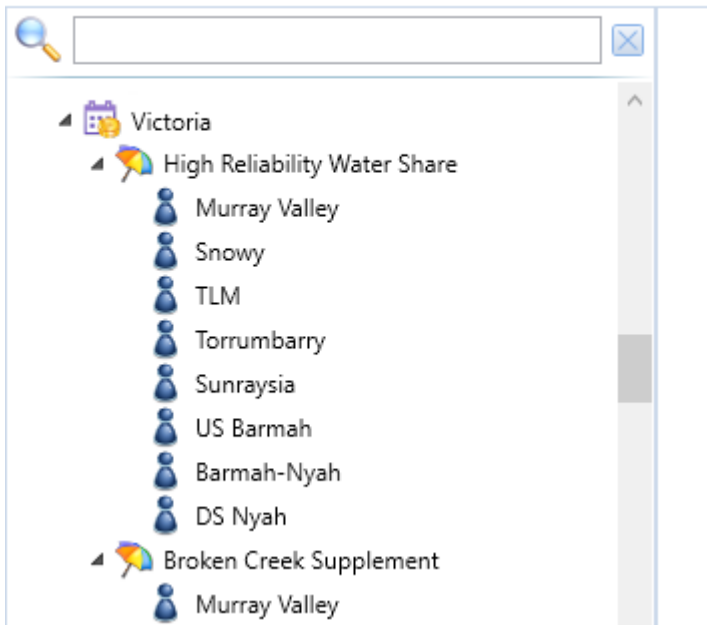 Victoria
High Reliability Water Share
Murray Valley
Snowy
TLM
Torrumbarry
Sunraysia
US Barmah
Barmah-Nyah
DS Nyah
Broken Creek Supplement
Murray Valley